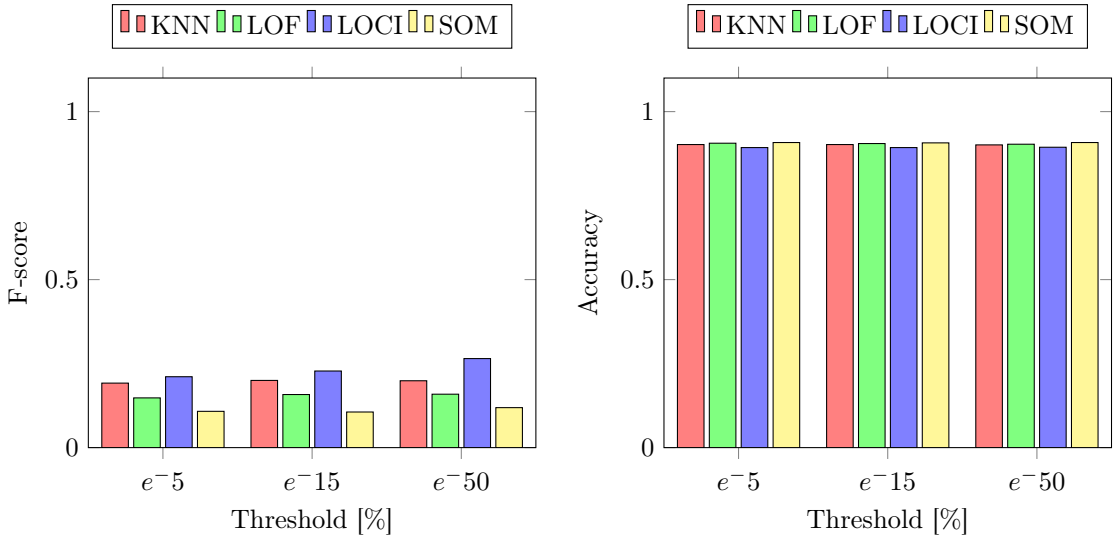 KNN LOF LOCI SOM
1
0.5
0
F-score
e⁻5 e⁻15 e⁻50
Threshold [%]
KNN LOF LOCI SOM
1
0.5
0
Accuracy
e⁻5 e⁻15 e⁻50
Threshold [%]